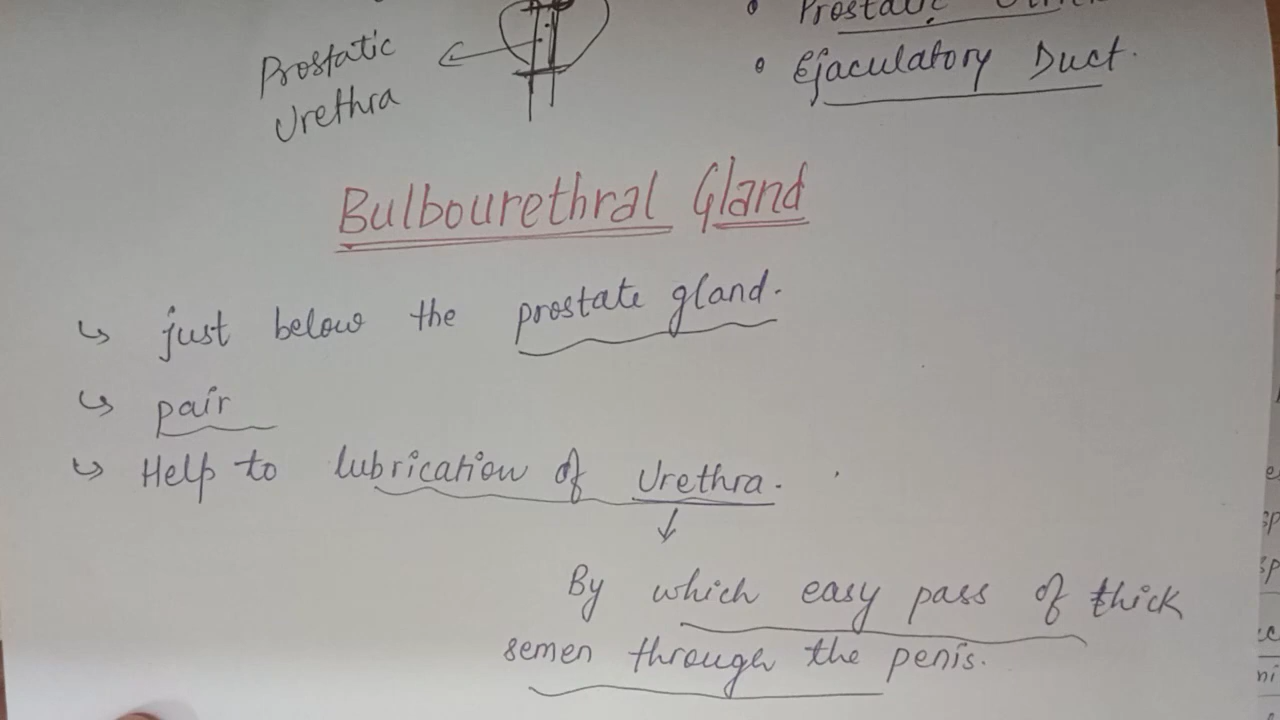 Prostatic
• Ejaculatory Duct.
Prostatic
Urethra
Bulbourethral Gland
↳ just below the prostate gland.
↳ pair
↳ Help to lubrication of Urethra.
↓
By which easy pass of thick
semen through the penis.